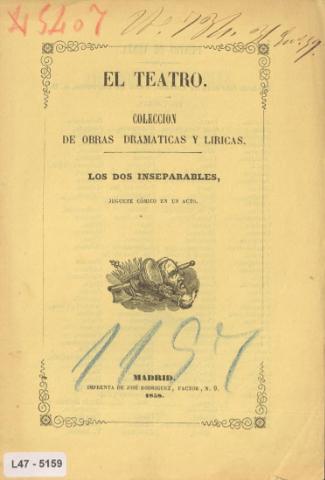 45407
EL TEATRO.
COLECCION
DE OBRAS DRAMATICAS Y LIRICAS.
LOS DOS INSEPARABLES,
JUGUETE CÓMICO EN UN ACTO.
1197
MADRID.
IMPRENTA DE JOSÉ RODRIGUEZ, FACTOR, N. 9.
1858.
L47 - 5159